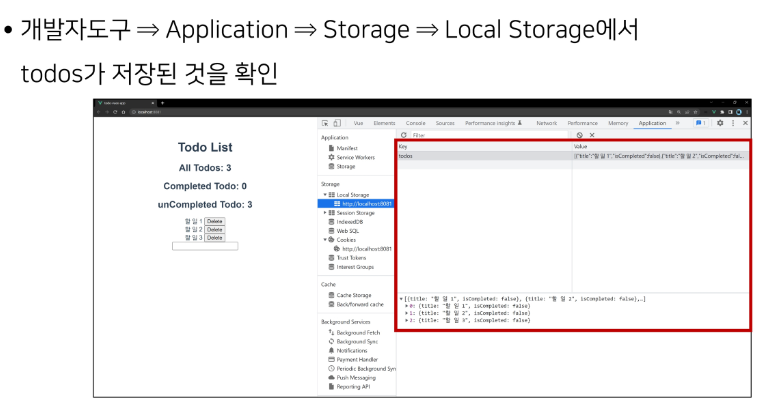 • 개발자도구 ⇒ Application ⇒ Storage ⇒ Local Storage에서
todos가 저장된 것을 확인
todo-vuex-app
localhost:8081
Vue Elements Console Sources Performance insights Network Performance Memory Application
1
Todo List
All Todos: 3
Completed Todo: 0
unCompleted Todo: 3
할 일 1 Delete
할 일 2 Delete
할 일 3 Delete
Application
Manifest
Service Workers
Storage
Storage
Local Storage
http://localhost:8081
Session Storage
IndexedDB
Web SQL
Cookies
http://localhost:8081
Trust Tokens
Interest Groups
Cache
Cache Storage
Back/forward cache
Background Services
Background Fetch
Background Sync
Notifications
Payment Handler
Periodic Background Syn
Push Messaging
Reporting API
Filter
Key Value
todos [{"title":"할 일 1","isCompleted":false},{"title":"할 일 2","isCompleted":fal...
[{title: "할 일 1", isCompleted: false}, {title: "할 일 2", isCompleted: false},…]
0: {title: "할 일 1", isCompleted: false}
1: {title: "할 일 2", isCompleted: false}
2: {title: "할 일 3", isCompleted: false}